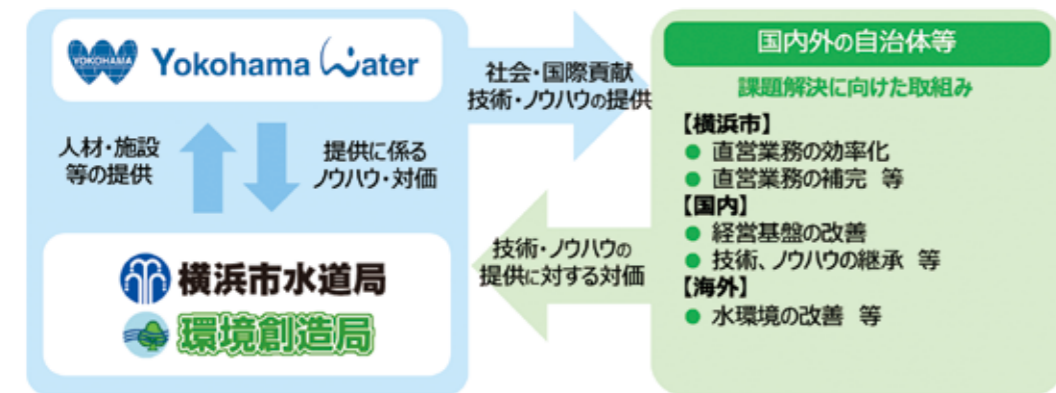 YOKOHAMA
Yokohama Water
人材・施設
等の提供
提供に係る
ノウハウ・対価
横浜市水道局
環境創造局
社会・国際貢献
技術・ノウハウの提供
技術・ノウハウの
提供に対する対価
国内外の自治体等
課題解決に向けた取組み
【横浜市】
● 直営業務の効率化
● 直営業務の補完 等
【国内】
● 経営基盤の改善
● 技術、ノウハウの継承 等
【海外】
● 水環境の改善 等